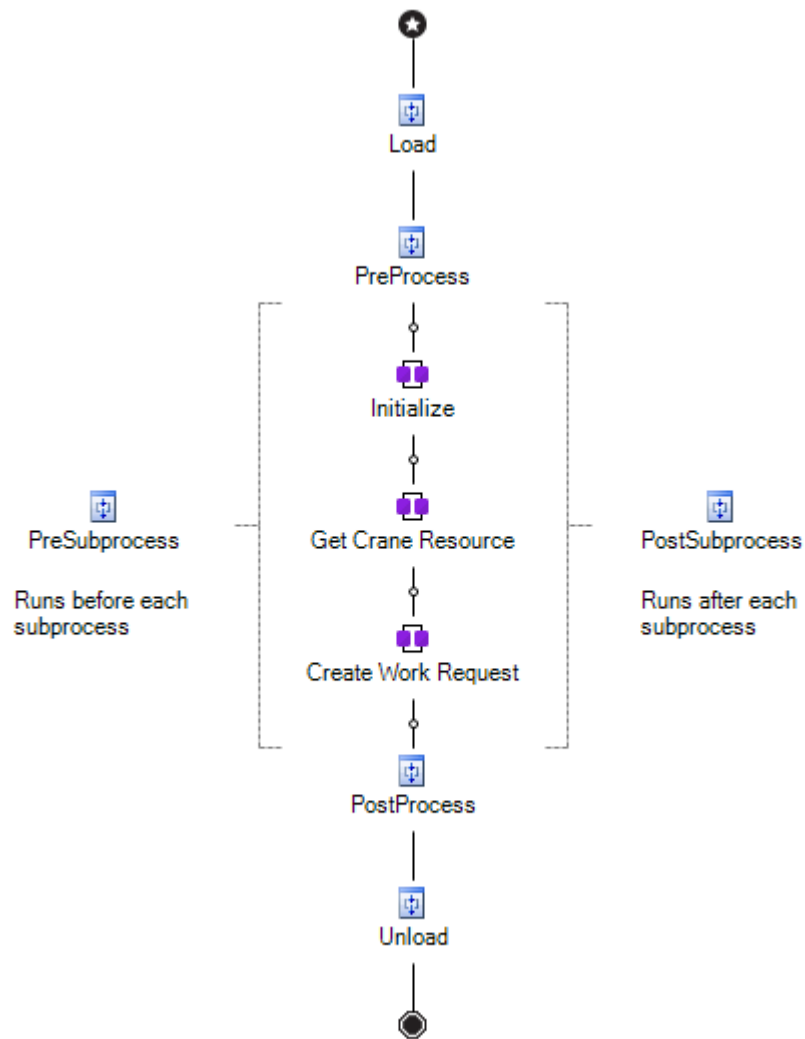 Load
PreProcess
Initialize
PreSubprocess
Get Crane Resource
PostSubprocess
Runs before each
subprocess
Runs after each
subprocess
Create Work Request
PostProcess
Unload